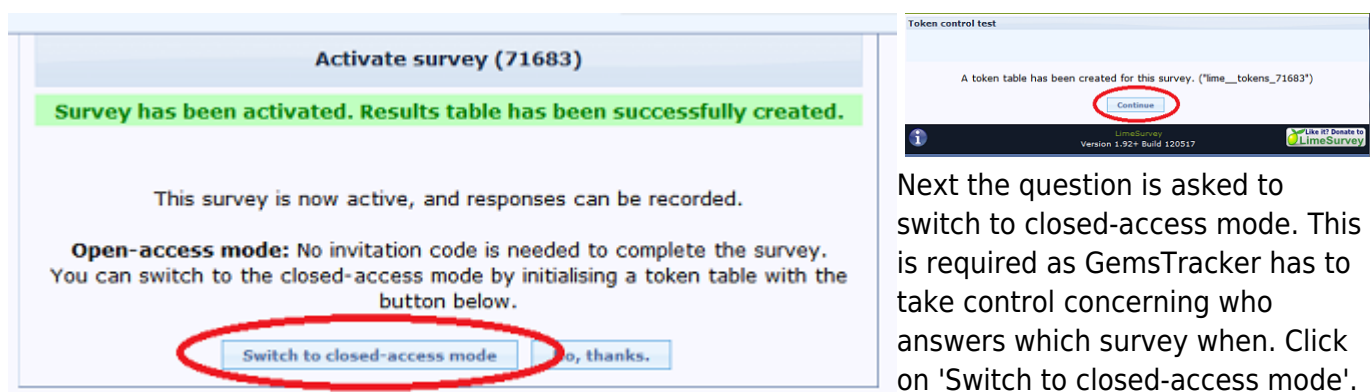 Activate survey (71683)
Survey has been activated. Results table has been successfully created.
This survey is now active, and responses can be recorded.
Open-access mode: No invitation code is needed to complete the survey.
You can switch to the closed-access mode by initialising a token table with the
button below.
Switch to closed-access mode
No, thanks.
Token control test
A token table has been created for this survey. ("lime__tokens_71683")
Continue
LimeSurvey
Version 1.92+ Build 120517
Like it? Donate to
LimeSurvey
Next the question is asked to
switch to closed-access mode. This
is required as GemsTracker has to
take control concerning who
answers which survey when. Click
on 'Switch to closed-access mode'.